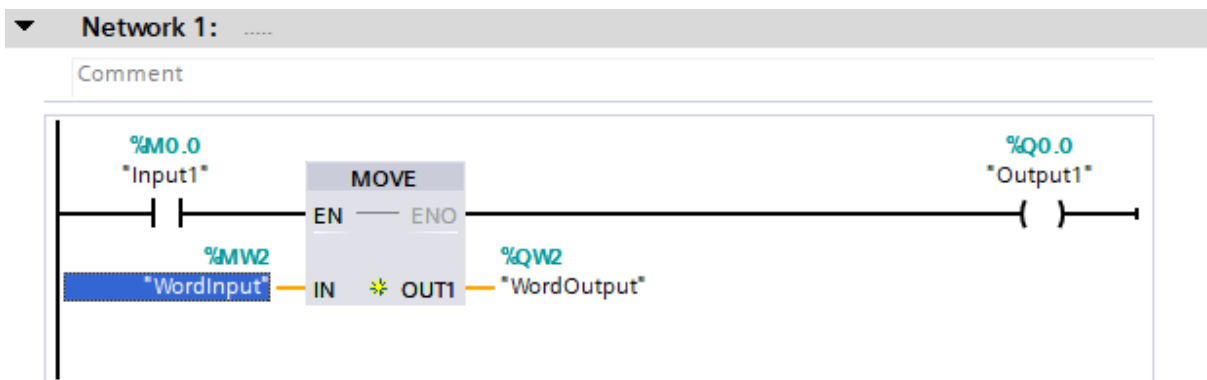 Network 1: .....
Comment
%M0.0 %Q0.0
"Input1" MOVE "Output1"
EN ENO
%MW2 %QW2
"WordInput" IN OUT1 "WordOutput"